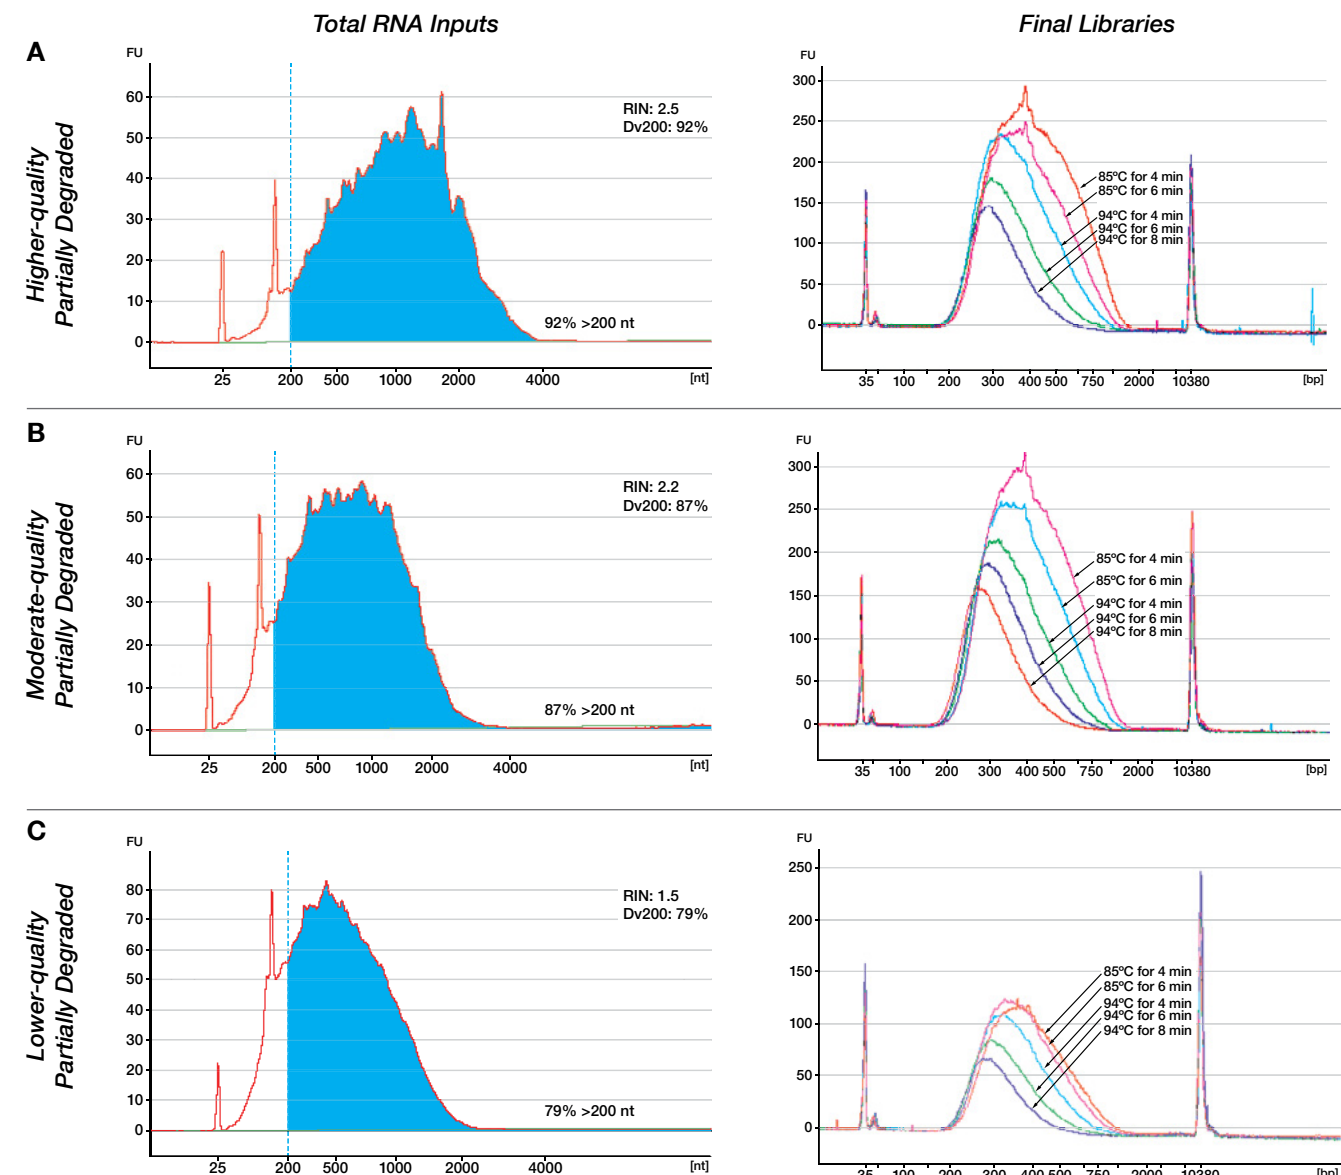 Total RNA Inputs
Final Libraries
A
Higher-quality
Partially Degraded
FU
60
50
40
30
20
10
0
RIN: 2.5
Dv200: 92%
92% >200 nt
25 200 500 1000 2000 4000 [nt]
FU
300
250
200
150
100
50
0
85ºC for 4 min
85ºC for 6 min
94ºC for 4 min
94ºC for 6 min
94ºC for 8 min
35 100 200 300 400 500 750 2000 10380 [bp]
B
Moderate-quality
Partially Degraded
FU
60
50
40
30
20
10
0
RIN: 2.2
Dv200: 87%
87% >200 nt
25 200 500 1000 2000 4000 [nt]
FU
300
250
200
150
100
50
0
85ºC for 4 min
85ºC for 6 min
94ºC for 4 min
94ºC for 6 min
94ºC for 8 min
35 100 200 300 400 500 750 2000 10380 [bp]
C
Lower-quality
Partially Degraded
FU
80
70
60
50
40
30
20
10
0
RIN: 1.5
Dv200: 79%
79% >200 nt
25 200 500 1000 2000 4000 [nt]
FU
250
200
150
100
50
0
85ºC for 4 min
85ºC for 6 min
94ºC for 4 min
94ºC for 6 min
94ºC for 8 min
35 100 200 300 400 500 750 2000 10380 [bp]